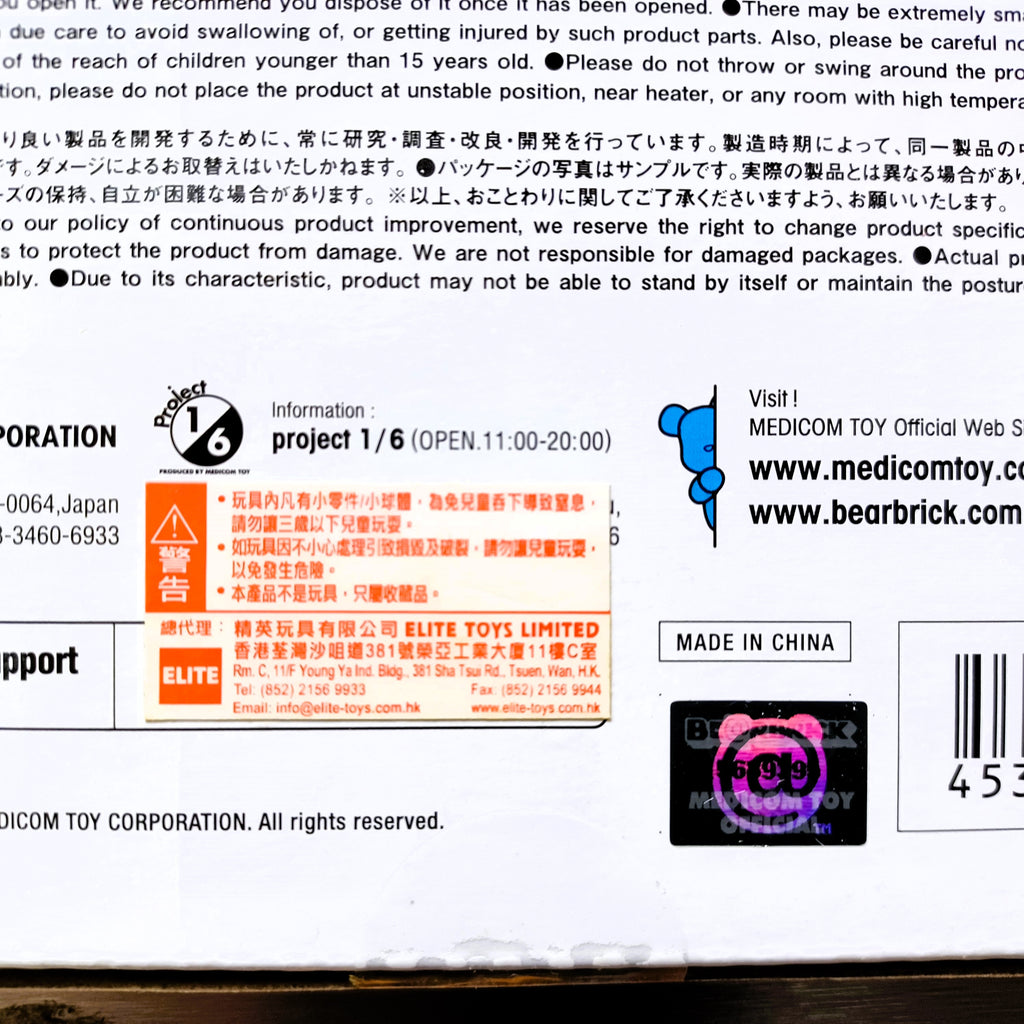 open it. We recommend you dispose of it once it has been opened. ●There may be extremely
due care to avoid swallowing of, or getting injured by such product parts. Also, please be careful
of the reach of children younger than 15 years old. ●Please do not throw or swing around the
please do not place the product at unstable position, near heater, or any room with high
り良い製品を開発するために、常に研究・調査・改良・開発を行っています。製造時期によって、同一製品の
です。ダメージによるお取替えはいたしかねます。 ●パッケージの写真はサンプルです。実際の製品とは異なる場合があり
ーズの保持、自立が困難な場合があります。 ※以上、おことわりに関してご了承くださいますよう、お願いいたします。
to our policy of continuous product improvement, we reserve the right to change product
s to protect the product from damage. We are not responsible for damaged packages. ●Actual
bly. ●Due to its characteristic, product may not be able to stand by itself or maintain the
PORATION
Project
1/6
PRODUCED BY MEDICOM TOY
Information :
project 1/6 (OPEN.11:00-20:00)
Visit !
MEDICOM TOY Official Web
www.medicomtoy.co
www.bearbrick.com
-0064,Japan
3-3460-6933
警告
•玩具內凡有小零件/小球體，為免兒童吞下導致窒息，
請勿讓三歲以下兒童玩耍。
•如玩具因不小心處理引致損毀及破裂，請勿讓兒童玩耍，
以免發生危險。
•本產品不是玩具，只屬收藏品。
總代理：精英玩具有限公司 ELITE TOYS LIMITED
ELITE
香港荃灣沙咀道381號榮亞工業大廈11樓C室
Rm. C, 11/F Young Ya Ind. Bldg., 381 Sha Tsui Rd., Tsuen, Wan, H.K.
Tel: (852) 2156 9933 Fax: (852) 2156 9944
Email: info@elite-toys.com.hk www.elite-toys.com.hk
pport
MADE IN CHINA
BE@RBRICK
MEDICOM TOY
OFFICIAL TM
453
DICOM TOY CORPORATION. All rights reserved.